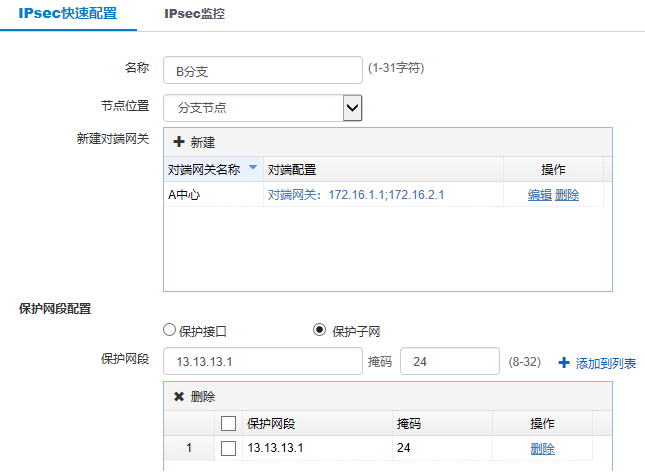 IPsec快速配置 IPsec监控
名称 B分支 (1-31字符)
节点位置 分支节点
新建对端网关 新建
对端网关名称 对端配置 操作
A中心 对端网关：172.16.1.1;172.16.2.1 编辑 删除
保护网段配置
保护接口 保护子网
保护网段 13.13.13.1 掩码 24 (8-32) 添加到列表
删除
保护网段 掩码 操作
1 13.13.13.1 24 删除